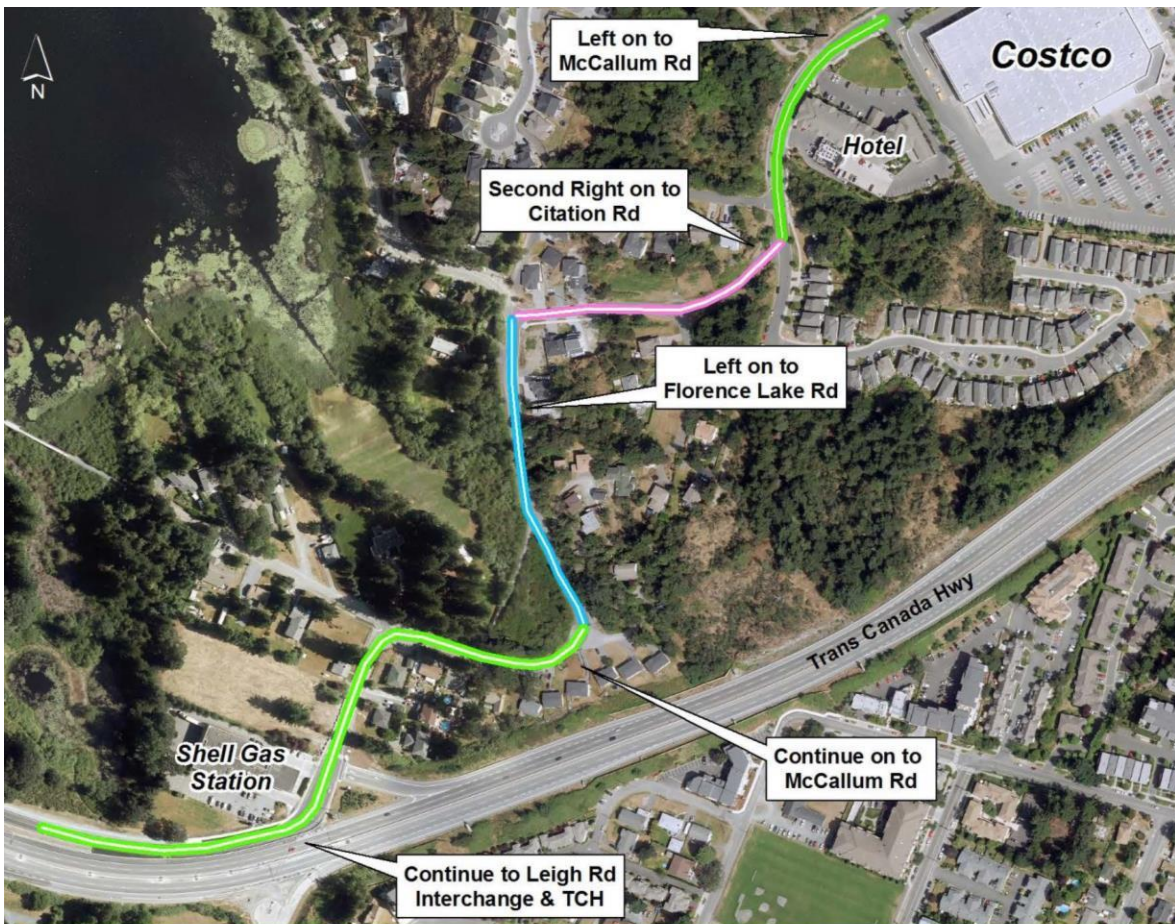 Left on to
McCallum Rd
Costco
N
Hotel
Second Right on to
Citation Rd
Left on to
Florence Lake Rd
Trans Canada Hwy
Shell Gas
Station
Continue on to
McCallum Rd
Continue to Leigh Rd
Interchange & TCH